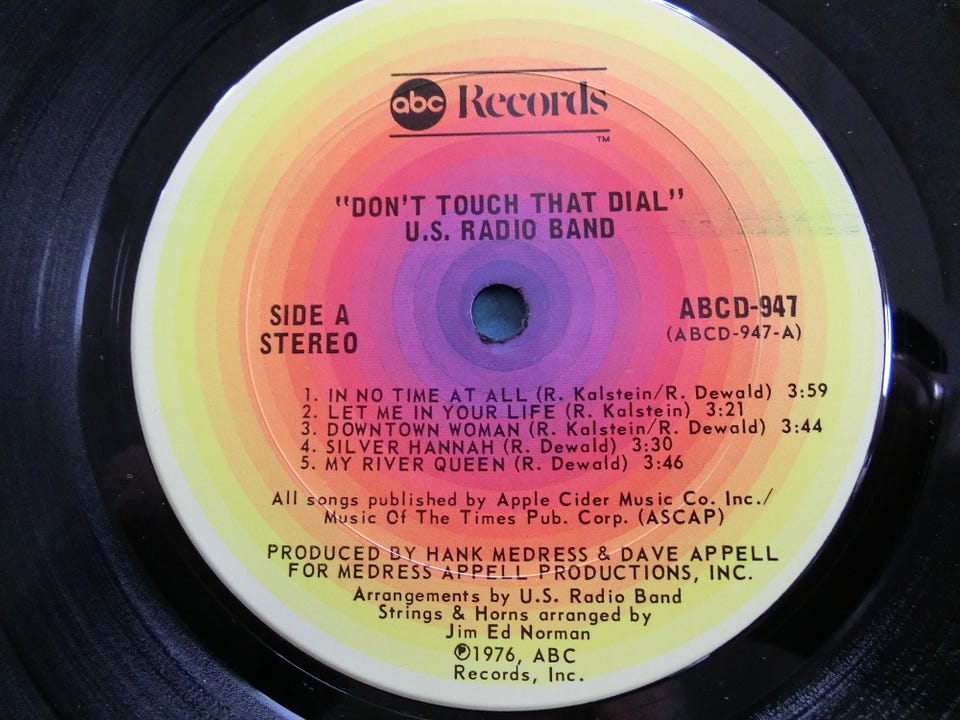 abc Records
TM
"DON'T TOUCH THAT DIAL"
U.S. RADIO BAND
SIDE A
STEREO
ABCD-947
(ABCD-947-A)
1. IN NO TIME AT ALL (R. Kalstein/R. Dewald) 3:59
2. LET ME IN YOUR LIFE (R. Kalstein) 3:21
3. DOWNTOWN WOMAN (R. Kalstein/R. Dewald) 3:44
4. SILVER HANNAH (R. Dewald) 3:30
5. MY RIVER QUEEN (R. Dewald) 3:46
All songs published by Apple Cider Music Co. Inc./
Music Of The Times Pub. Corp. (ASCAP)
PRODUCED BY HANK MEDRESS & DAVE APPELL
FOR MEDRESS APPELL PRODUCTIONS, INC.
Arrangements by U.S. Radio Band
Strings & Horns arranged by
Jim Ed Norman
℗1976, ABC
Records, Inc.